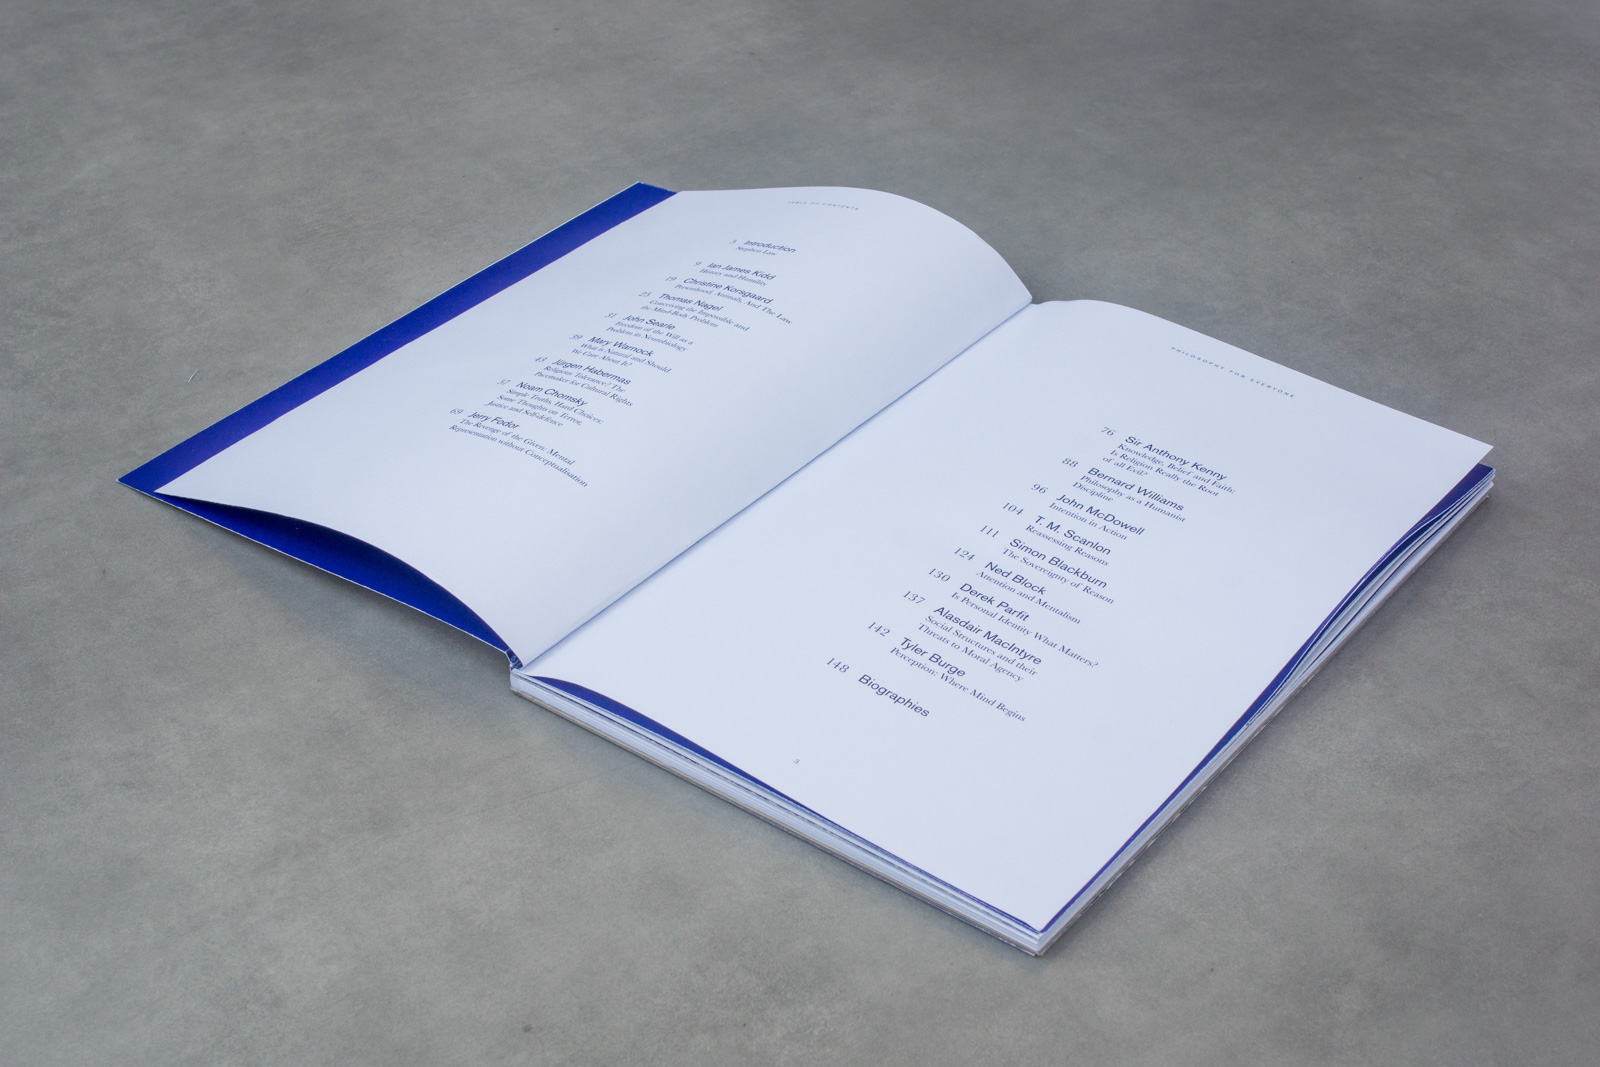 TABLE OF CONTENTS
5 Introduction
Stephen Law
9 Ian James Kidd
History and Humility
19 Christine Korsgaard
Personhood, Animals, And The Law
25 Thomas Nagel
Conceiving the Impossible and
the Mind-Body Problem
31 John Searle
Freedom of the Will as a
Problem in Neurobiology
39 Mary Warnock
What is Natural and Should
We Care About It?
43 Jürgen Habermas
Religious Tolerance? The
Pacemaker for Cultural Rights
57 Noam Chomsky
Simple Truths, Hard Choices:
Some Thoughts on Terror,
Justice and Self-defence
69 Jerry Fodor
The Revenge of the Given: Mental
Representation without Conceptualisation
PHILOSOPHY FOR EVERYONE
76 Sir Anthony Kenny
Knowledge, Belief and Faith:
Is Religion Really the Root
of all Evil?
88 Bernard Williams
Philosophy as a Humanist
Discipline
96 John McDowell
Intention in Action
104 T. M. Scanlon
Reassessing Reasons
111 Simon Blackburn
The Sovereignty of Reason
124 Ned Block
Attention and Mentalism
130 Derek Parfit
Is Personal Identity What Matters?
137 Alasdair MacIntyre
Social Structures and their
Threats to Moral Agency
142 Tyler Burge
Perception: Where Mind Begins
148 Biographies
3